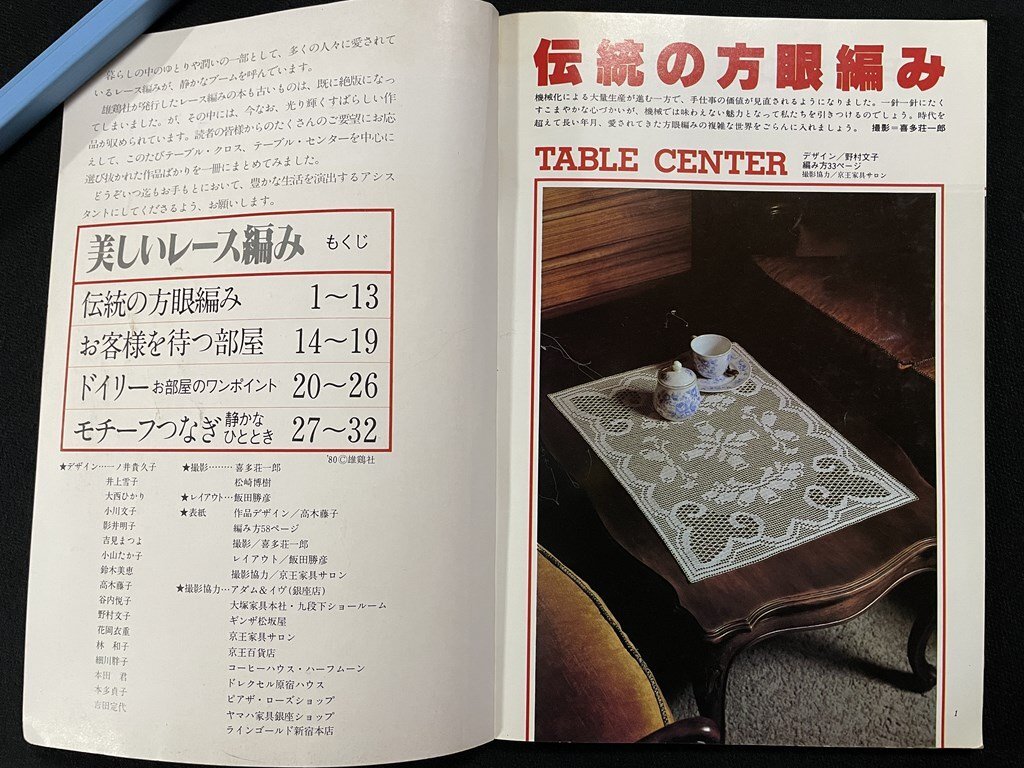 暮らしの中のゆとりや潤いの一部として、多くの人々に愛されて
いるレース編みが、静かなブームを呼んでいます。
雄鶏社が発行したレース編みの本も古いものは、既に絶版になっ
てしまいました。が、その中には、今なお、光り輝くすばらしい作
品が収められています。読者の皆様からのたくさんのご要望にお応
えして、このたびテーブル・クロス、テーブル・センターを中心に
選び抜かれた作品ばかりを一冊にまとめてみました。
どうぞいつ迄もお手もとにおいて、豊かな生活を演出するアシス
タントにしてくださるよう、お願いします。
美しいレース編み もくじ
伝統の方眼編み 1〜13
お客様を待つ部屋 14〜19
ドイリーお部屋のワンポイント 20〜26
モチーフつなぎ 静かな
ひととき 27〜32
'80©雄鶏社
★デザイン…一ノ井貴久子
井上雪子
大西ひかり
小川文子
影井明子
吉見まつよ
小山たか子
鈴木美恵
高木藤子
谷内悦子
野村文子
花岡衣重
林 和子
細川幹子
本田 君
本多貞子
吉田定代
★撮影………喜多荘一郎
松崎博樹
★レイアウト…飯田勝彦
★表紙 作品デザイン/高木藤子
編み方58ページ
撮影/喜多荘一郎
レイアウト/飯田勝彦
撮影協力/京王家具サロン
★撮影協力…アダム&イヴ(銀座店)
大塚家具本社・九段下ショールーム
ギンザ松坂屋
京王家具サロン
京王百貨店
コーヒーハウス・ハーフムーン
ドレクセル原宿ハウス
ピアザ・ローズショップ
ヤマハ家具銀座ショップ
ラインゴールド新宿本店
伝統の方眼編み
機械化による大量生産が進む一方で、手仕事の価値が見直されるようになりました。一針一針にたく
すこまやかな心づかいが、機械では味わえない魅力となって私たちを引きつけるのでしょう。時代を
超えて長い年月、愛されてきた方眼編みの複雑な世界をごらんに入れましょう。 撮影=喜多荘一郎
TABLE CENTER
デザイン/野村文子
編み方33ページ
撮影協力/京王家具サロン
1